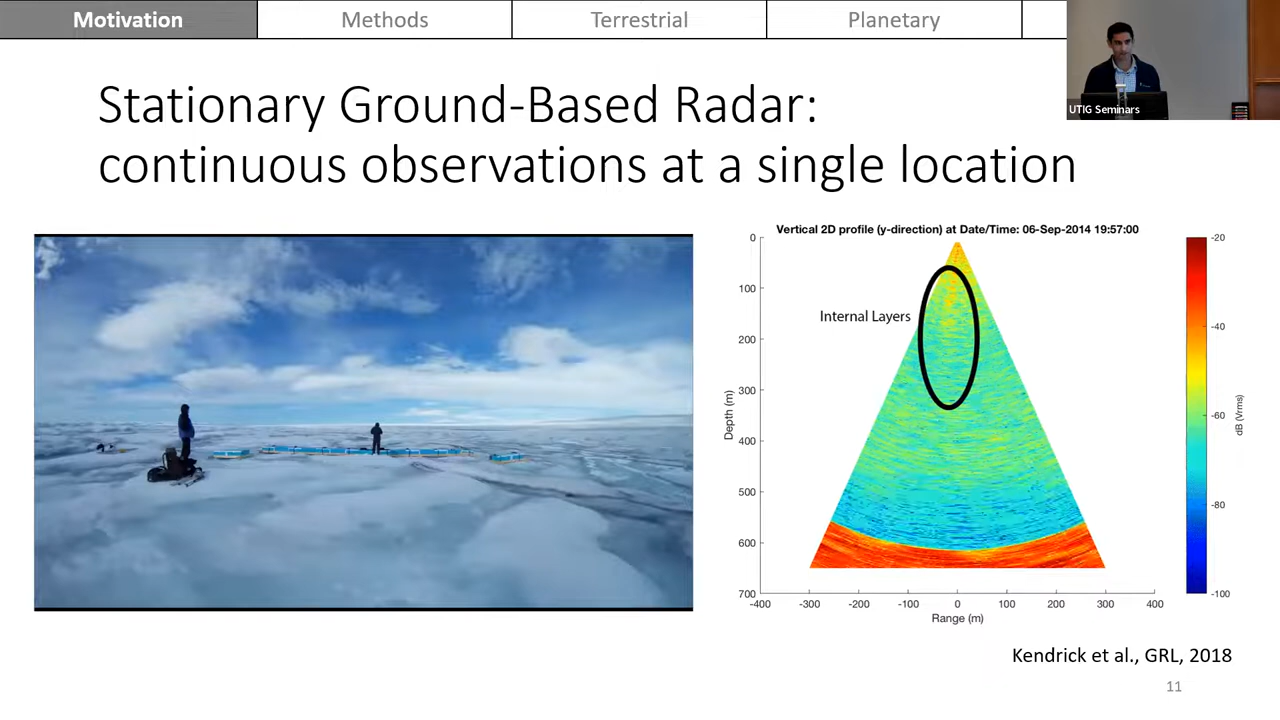 Motivation
Methods
Terrestrial
Planetary
UTIG Seminars
Stationary Ground-Based Radar:
continuous observations at a single location
Vertical 2D profile (y-direction) at Date/Time: 06-Sep-2014 19:57:00
Internal Layers
Depth (m)
0
100
200
300
400
500
600
700
-400
-300
-200
-100
0
100
200
300
400
Range (m)
-20
-40
-60
-80
-100
dB (Vrms)
Kendrick et al., GRL, 2018
11